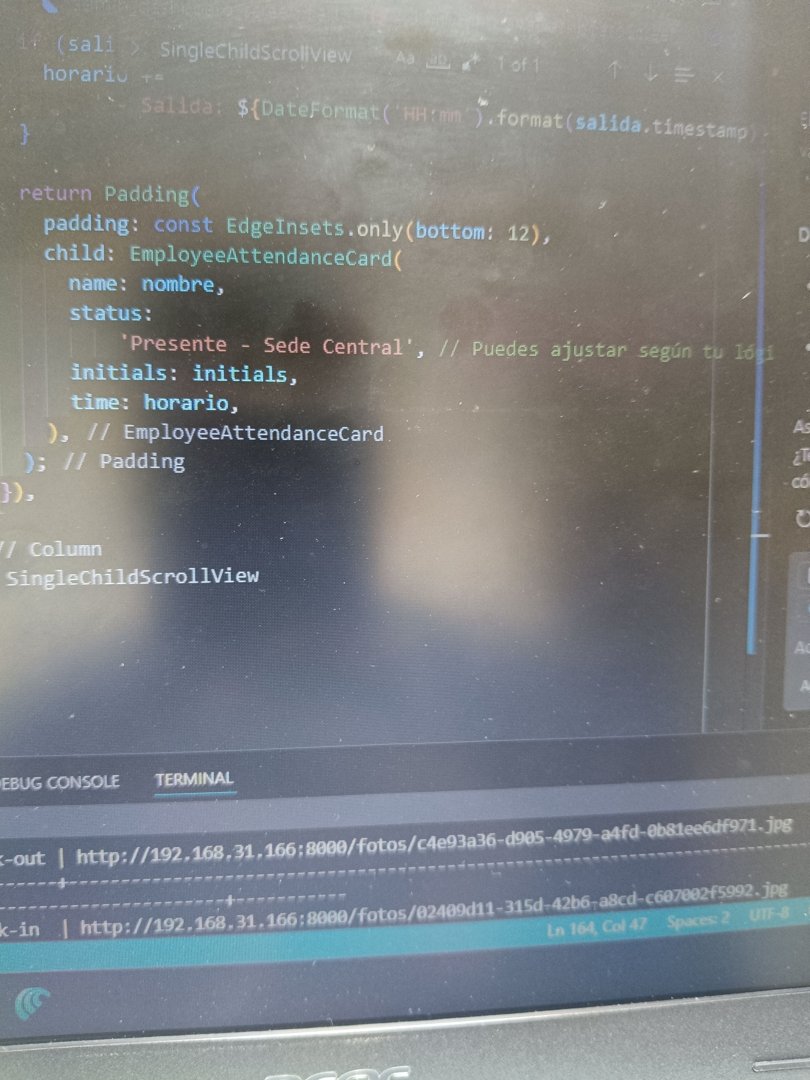 if (sali > SingleChildScrollView Aa ab 1 of 1
horario +=
- Salida: ${DateFormat('HH:mm').format(salida.timestamp)
}
return Padding(
padding: const EdgeInsets.only(bottom: 12),
child: EmployeeAttendanceCard(
name: nombre,
status:
'Presente - Sede Central', // Puedes ajustar según tu lógi
initials: initials,
time: horario,
), // EmployeeAttendanceCard
); // Padding
}),
// Column
SingleChildScrollView
EBUG CONSOLE TERMINAL
k-out | http://192.168.31.166:8000/fotos/c4e93a36-d905-4979-a4fd-0b81ee6df971.jpg
------+------------------------------------------------------------
------------------------+-----------
k-in | http://192.168.31.166:8000/fotos/02409d11-315d-42b6-a8cd-c607002f5992.jpg
Ln 164, Col 47 Spaces: 2 UTF-8